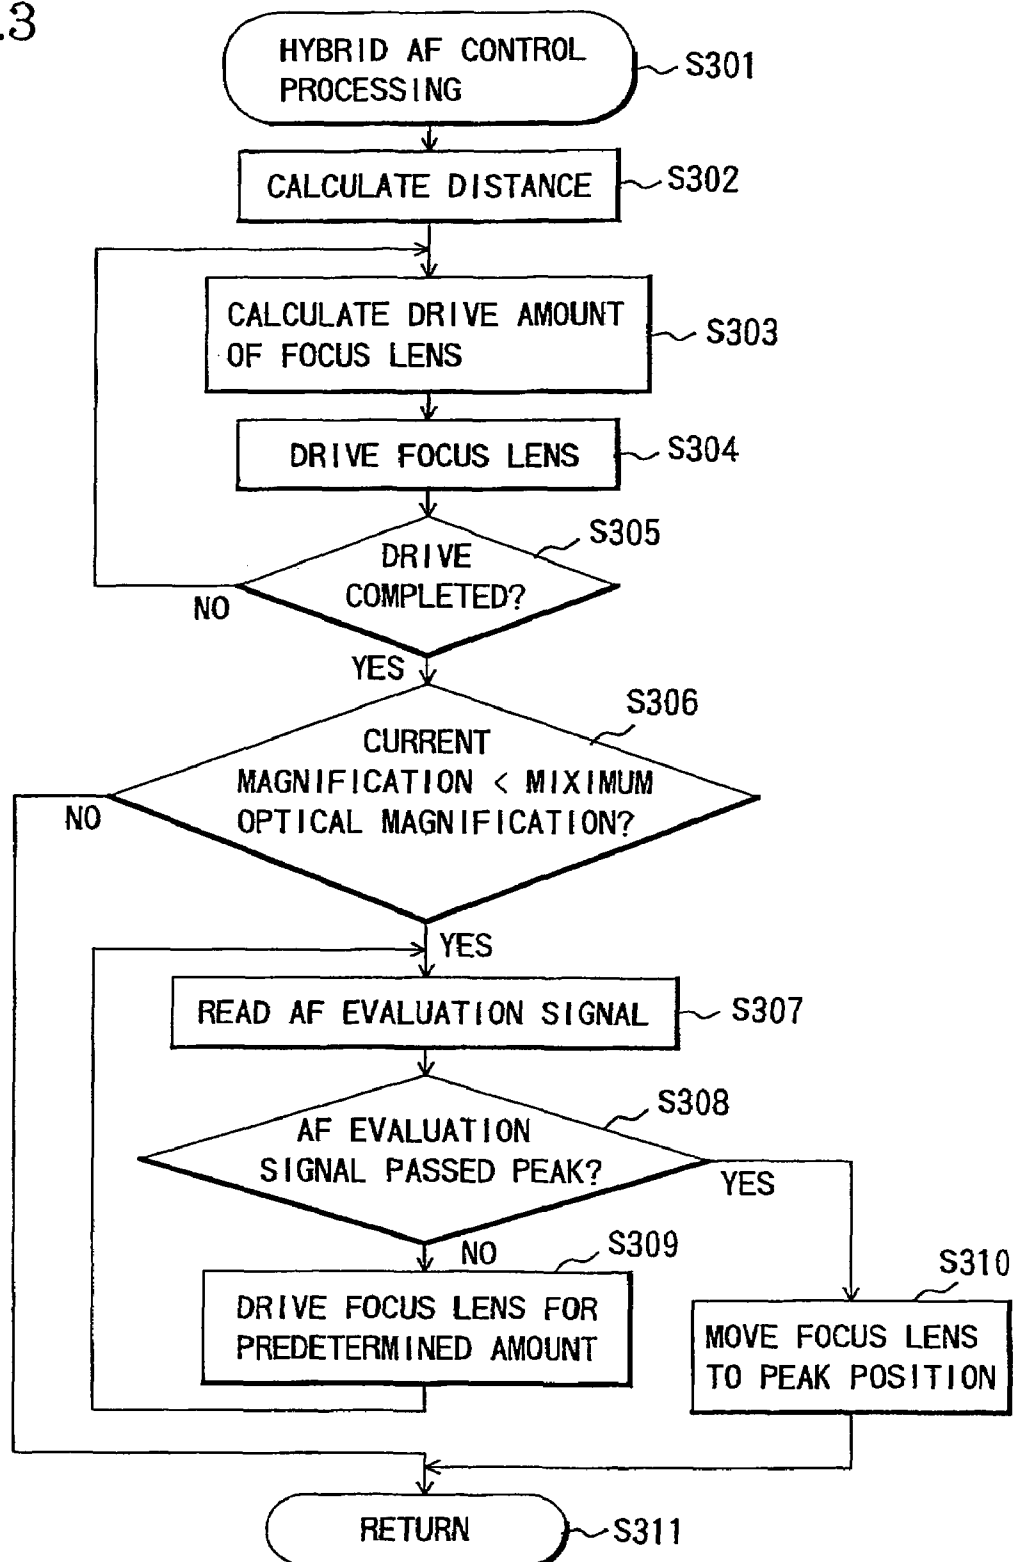 .3
HYBRID AF CONTROL
PROCESSING
S301
CALCULATE DISTANCE
S302
CALCULATE DRIVE AMOUNT
OF FOCUS LENS
S303
DRIVE FOCUS LENS
S304
DRIVE
COMPLETED?
S305
NO
YES
CURRENT
MAGNIFICATION < MIXIMUM
OPTICAL MAGNIFICATION?
S306
NO
YES
READ AF EVALUATION SIGNAL
S307
AF EVALUATION
SIGNAL PASSED PEAK?
S308
YES
NO
DRIVE FOCUS LENS FOR
PREDETERMINED AMOUNT
S309
MOVE FOCUS LENS
TO PEAK POSITION
S310
RETURN
S311